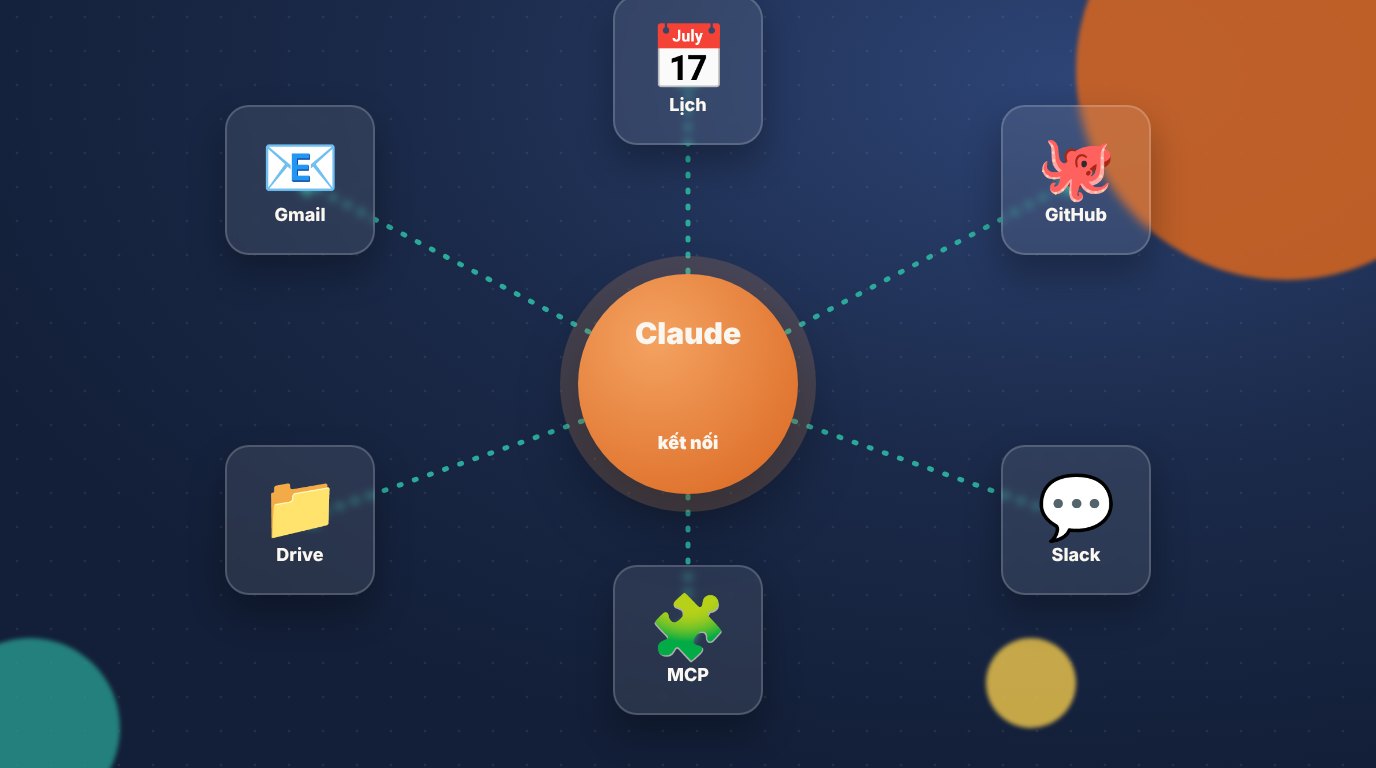 July
17
Lịch
Gmail
GitHub
Claude
kết nối
Drive
Slack
MCP